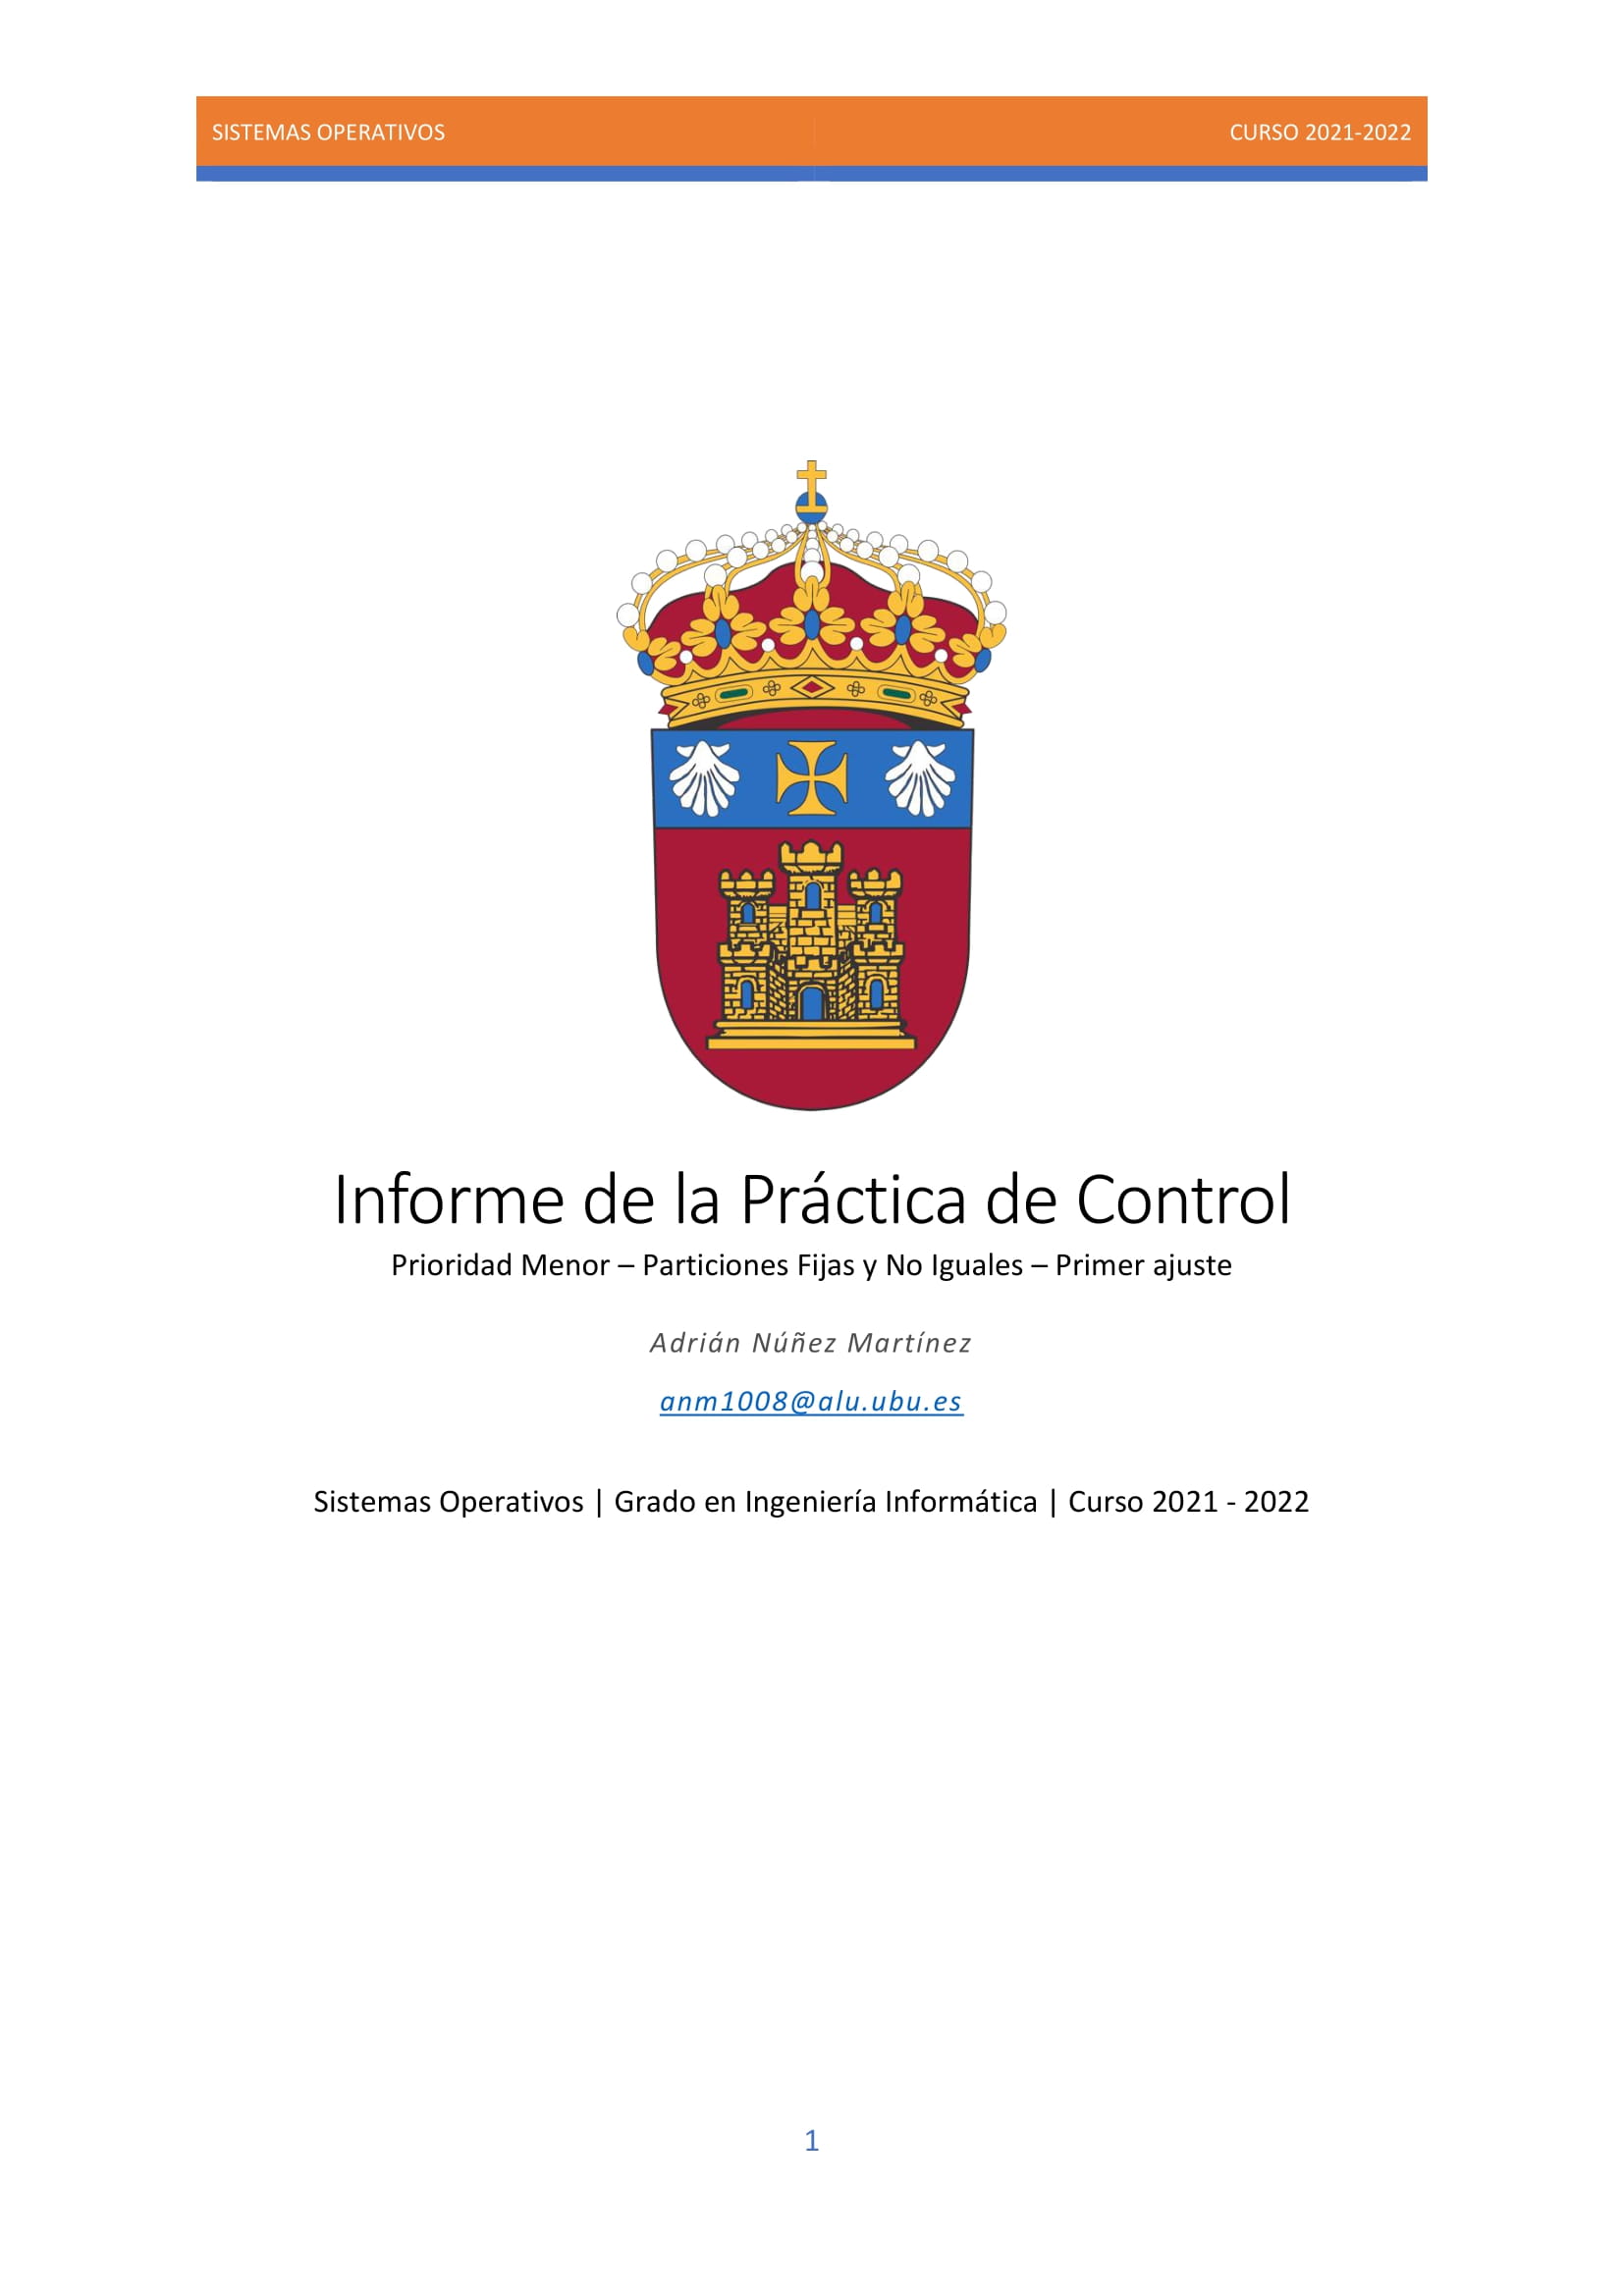 SISTEMAS OPERATIVOS CURSO 2021-2022
Informe de la Práctica de Control
Prioridad Menor – Particiones Fijas y No Iguales – Primer ajuste
Adrián Núñez Martínez
anm1008@alu.ubu.es
Sistemas Operativos | Grado en Ingeniería Informática | Curso 2021 - 2022
1